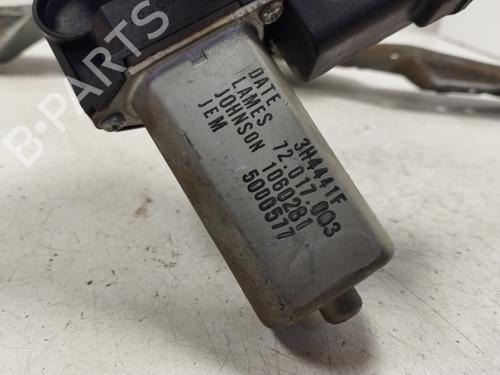 B-PARTS
DATE 3H4441F
LAMES 72.017.003
JOHNSON 1060281
JEM 5000577